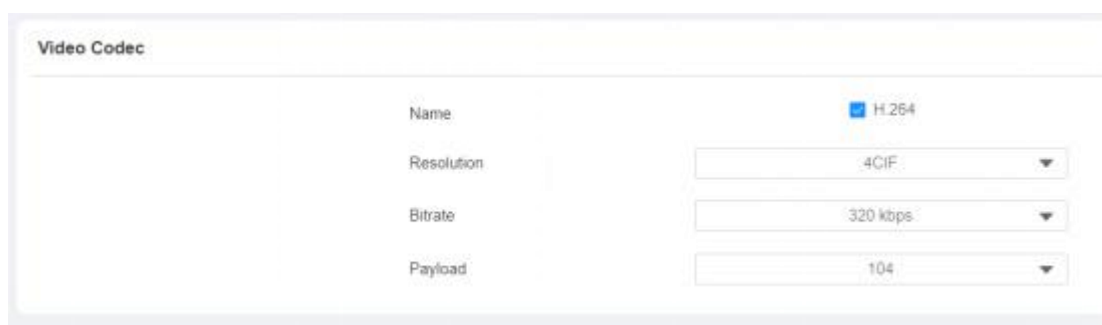 Video Codec
Name H.264
Resolution 4CIF
Bitrate 320 kbps
Payload 104